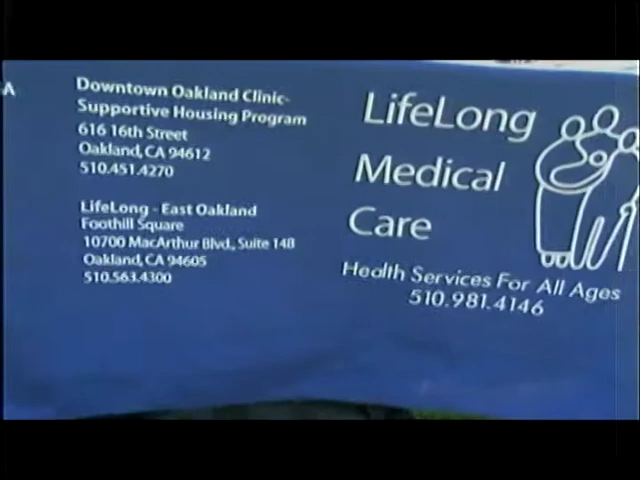 A
Downtown Oakland Clinic-
Supportive Housing Program
616 16th Street
Oakland, CA 94612
510.451.4270
LifeLong - East Oakland
Foothill Square
10700 MacArthur Blvd., Suite 14B
Oakland, CA 94605
510.563.4300
LifeLong
Medical
Care
Health Services For All Ages
510.981.4146